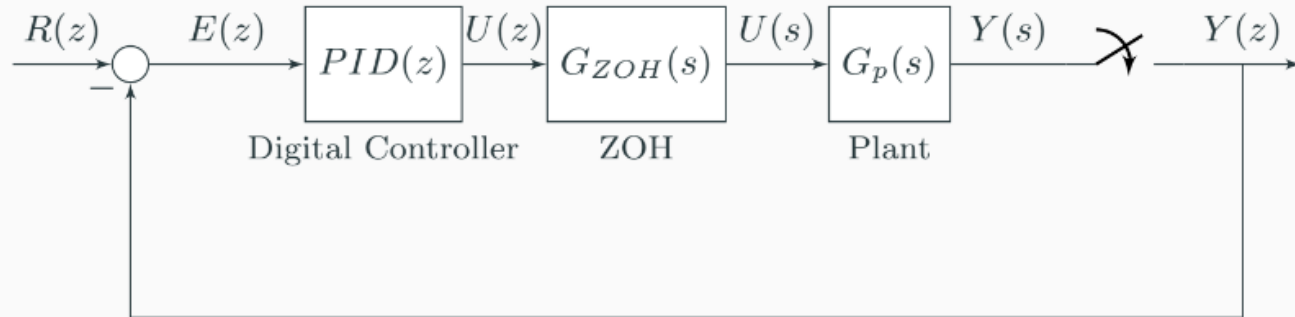 R(z) E(z) U(z) U(s) Y(s) Y(z)
−
PID(z) G_{ZOH}(s) G_p(s)
Digital Controller ZOH Plant